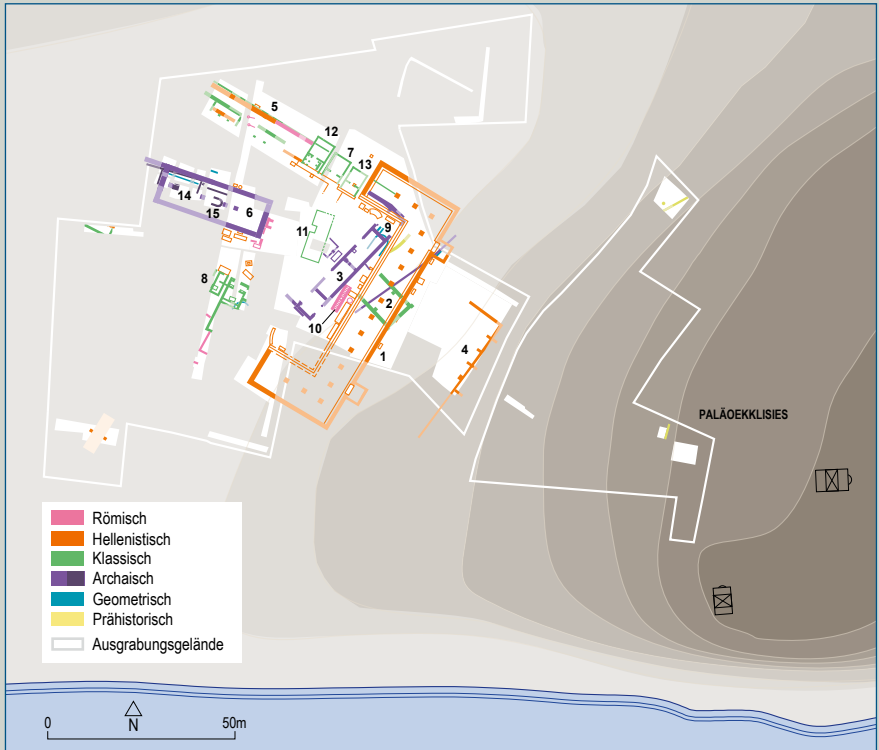 5
12
7
13
14
15
6
9
11
3
8
2
10
1
4
PALÄOEKKLISIES
Römisch
Hellenistisch
Klassisch
Archaisch
Geometrisch
Prähistorisch
Ausgrabungsgelände
0 N 50m